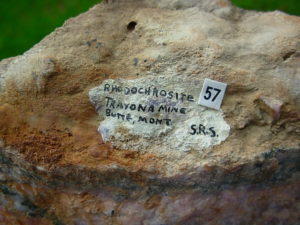 RHODOCHROSITE
TRAYONA MINE
BUTTE, MONT.
S.R.S.
57